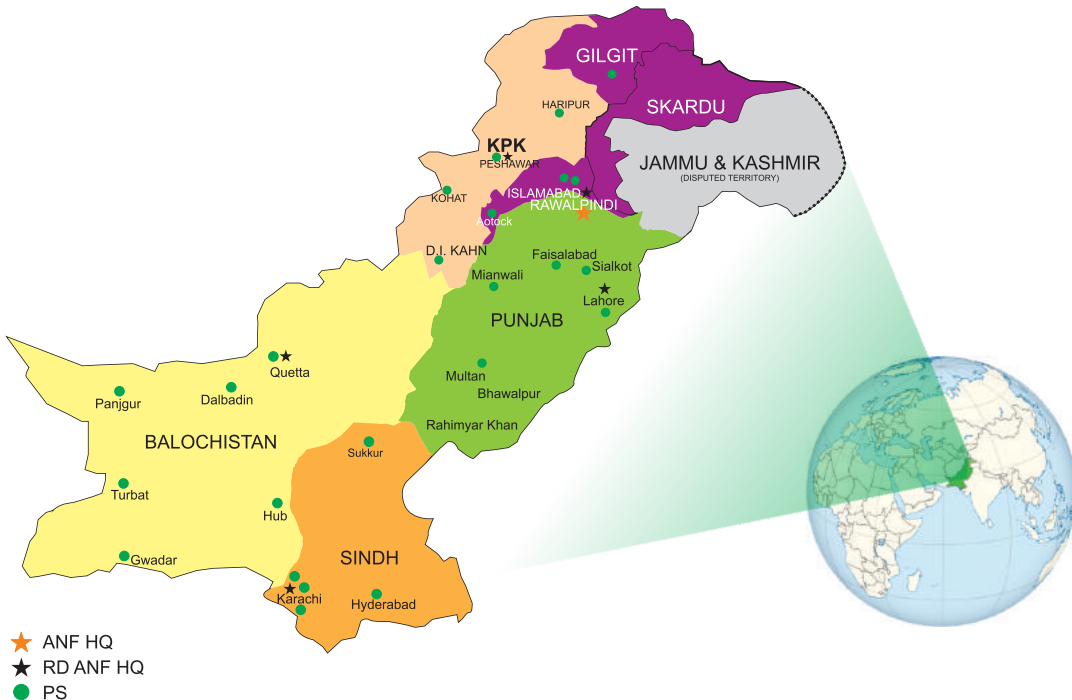 GILGIT
SKARDU
HARIPUR
KPK
PESHAWAR
JAMMU & KASHMIR
(DISPUTED TERRITORY)
KOHAT
ISLAMABAD
RAWALPINDI
Aotock
D.I. KAHN
Faisalabad
Sialkot
Mianwali
Lahore
PUNJAB
Quetta
Multan
Dalbadin
Bhawalpur
Panjgur
Rahimyar Khan
BALOCHISTAN
Sukkur
Turbat
Hub
SINDH
Gwadar
Karachi
Hyderabad
ANF HQ
RD ANF HQ
PS